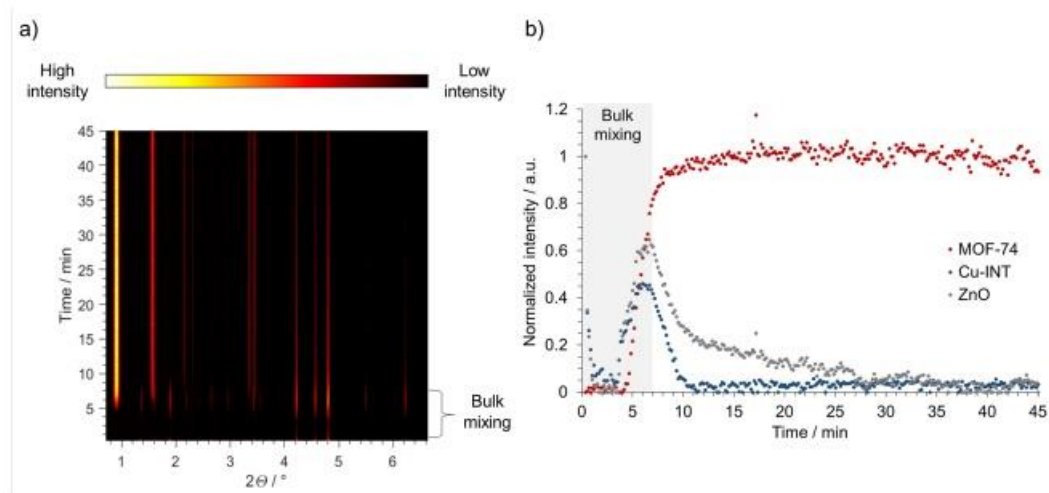 a)
High
intensity
Low
intensity
45
40
35
30
25
20
15
10
5
Time / min
1 2 3 4 5 6
2Θ / °
Bulk
mixing
b)
Bulk
mixing
1.2
1
0.8
0.6
0.4
0.2
0
Normalized intensity / a.u.
MOF-74
Cu-INT
ZnO
0 5 10 15 20 25 30 35 40 45
Time / min